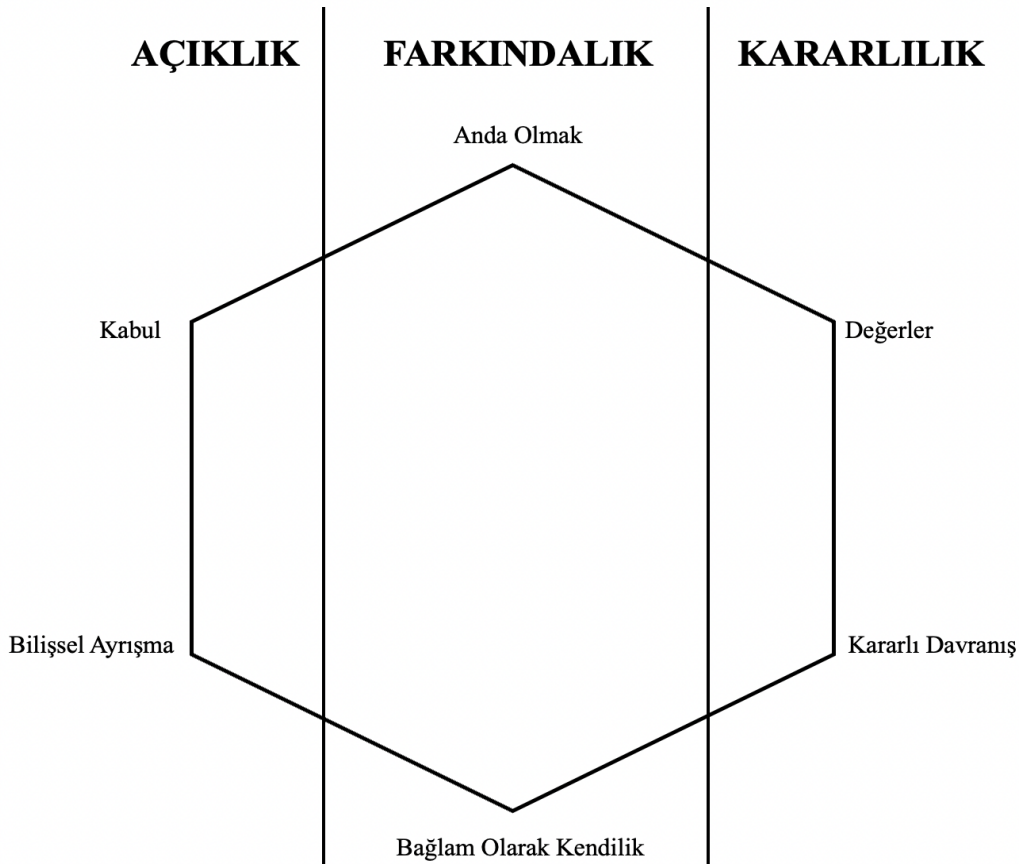 AÇIKLIK
FARKINDALIK
KARARLILIK
Anda Olmak
Kabul
Değerler
Bilişsel Ayrışma
Kararlı Davranış
Bağlam Olarak Kendilik